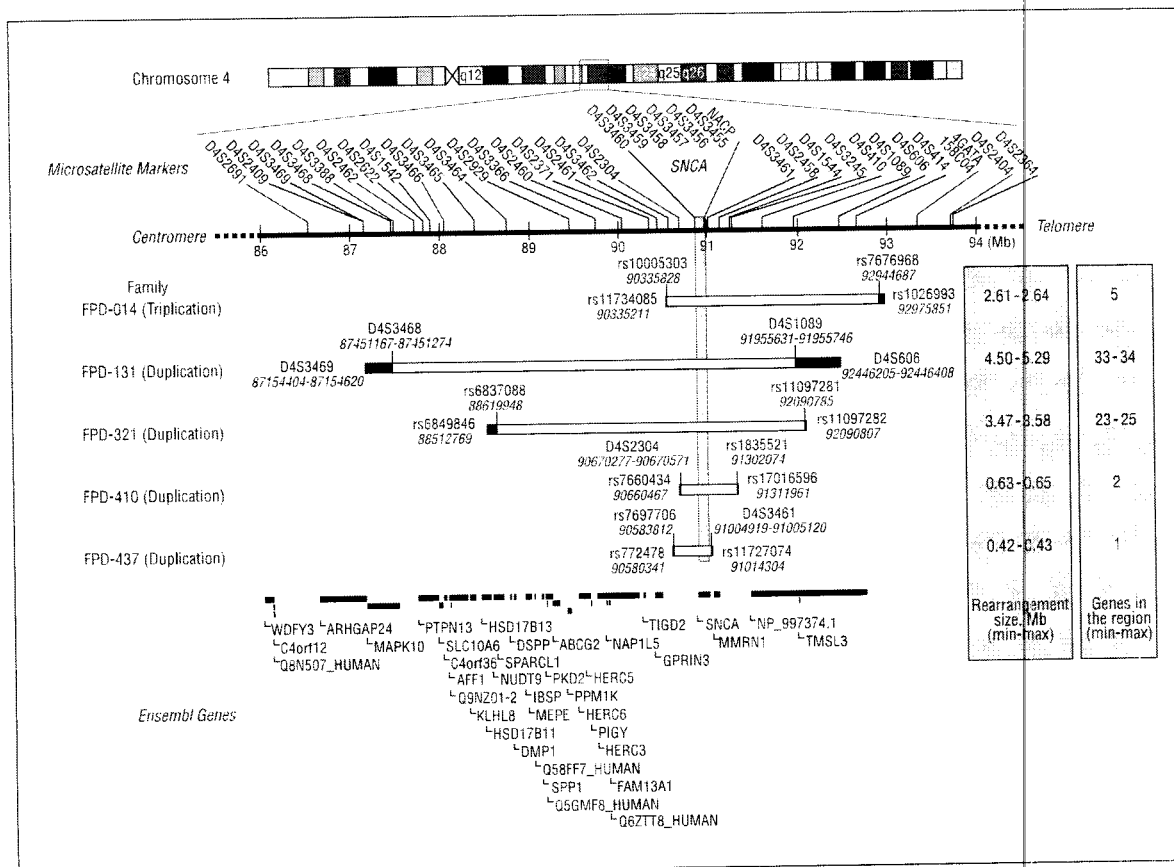 Chromosome 4
q12
q25
q26
Microsatellite Markers
D4S2691
D4S2409
D4S3469
D4S3468
D4S3388
D4S2462
D4S2622
D4S1542
D4S3466
D4S3465
D4S3464
D4S2929
D4S3366
D4S2460
D4S2371
D4S2461
D4S3462
D4S2304
D4S3460
D4S3459
D4S3458
D4S3457
D4S3456
D4S3455
NACP
SNCA
D4S3461
D4S2458
D4S1544
D4S3245
D4S410
D4S1089
D4S606
D4S414
4GATA
158C04
D4S2404
D4S2364
Centromere
86 87 88 89 90 91 92 93 94 (Mb)
Telomere
Family
FPD-014 (Triplication)
rs10005303
90335828
rs11734085
90335211
rs7676968
92944687
rs1026993
92975851
2.61-2.64
5
FPD-131 (Duplication)
D4S3468
87451167-87451274
D4S3469
87154404-87154620
D4S1089
91955631-91955746
D4S606
92446205-92446408
4.50-5.29
33-34
FPD-321 (Duplication)
rs6837088
88619948
rs6849846
88512769
rs11097281
92090785
rs11097282
92090807
3.47-3.58
23-25
FPD-410 (Duplication)
D4S2304
90670277-90670571
rs7660434
90660467
rs1835521
91302074
rs17016596
91311961
0.63-0.65
2
FPD-437 (Duplication)
rs7697706
90583812
rs772478
90580341
D4S3461
91004919-91005120
rs11727074
91014304
0.42-0.43
1
Rearrangement
size, Mb
(min-max)
Genes in
the region
(min-max)
Ensembl Genes
WDFY3 ARHGAP24 PTPN13 HSD17B13 TIGD2 SNCA NP_997374.1
C4orf12 MAPK10 SLC10A6 DSPP ABCG2 NAP1L5 MMRN1 TMSL3
Q8N507_HUMAN C4orf36 SPARCL1 GPRIN3
AFF1 NUDT9 PKD2 HERC5
Q9NZ01-2 IBSP PPM1K
KLHL8 MEPE HERC6
HSD17B11 PIGY
DMP1 HERC3
Q58FF7_HUMAN
SPP1 FAM13A1
Q5GMF8_HUMAN
Q6ZTT8_HUMAN